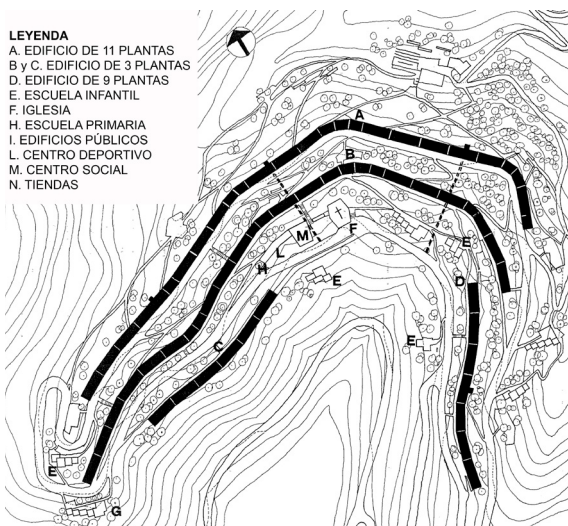 LEYENDA
A. EDIFICIO DE 11 PLANTAS
B y C. EDIFICIO DE 3 PLANTAS
D. EDIFICIO DE 9 PLANTAS
E. ESCUELA INFANTIL
F. IGLESIA
H. ESCUELA PRIMARIA
I. EDIFICIOS PÚBLICOS
L. CENTRO DEPORTIVO
M. CENTRO SOCIAL
N. TIENDAS
A
B
M
F
L
E
H
E
D
C
E
E
G